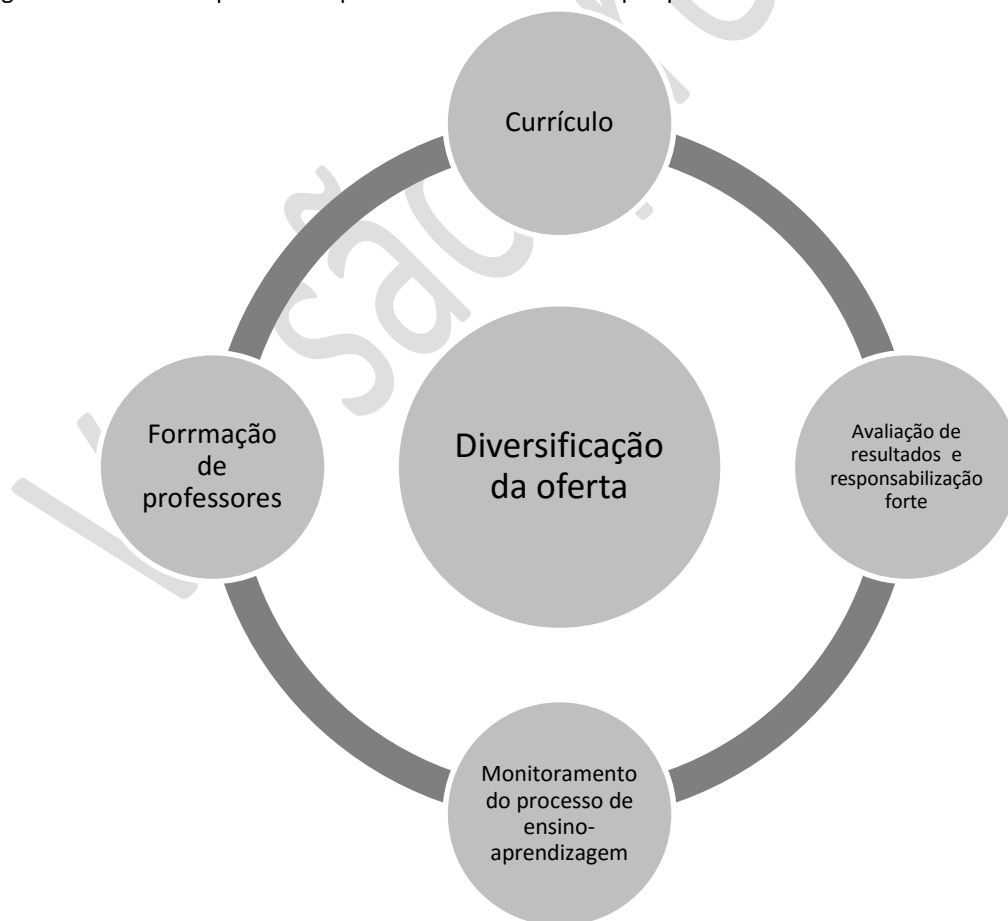 Currículo
Forrmação
de
professores
Diversificação
da oferta
Avaliação de
resultados e
responsabilização
forte
Monitoramento
do processo de
ensino-
aprendizagem